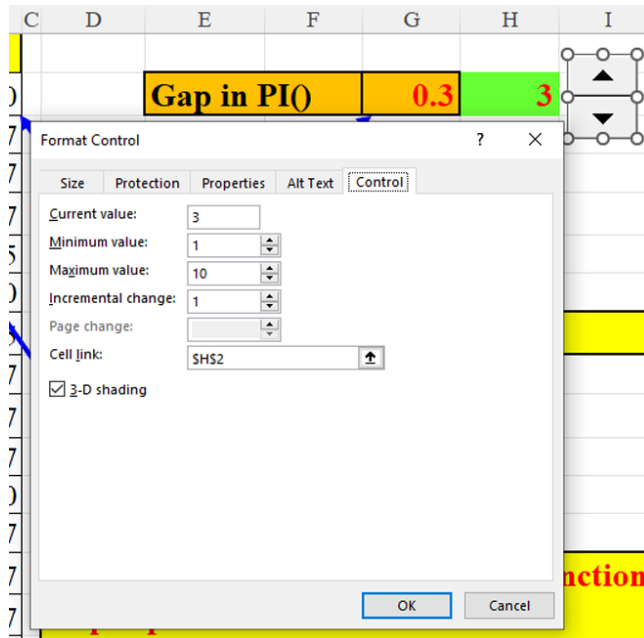 C D E F G H I
Gap in PI() 0.3 3
Format Control ? ×
Size Protection Properties Alt Text Control
Current value: 3
Minimum value: 1
Maximum value: 10
Incremental change: 1
Page change:
Cell link: $H$2
3-D shading
nction
OK Cancel